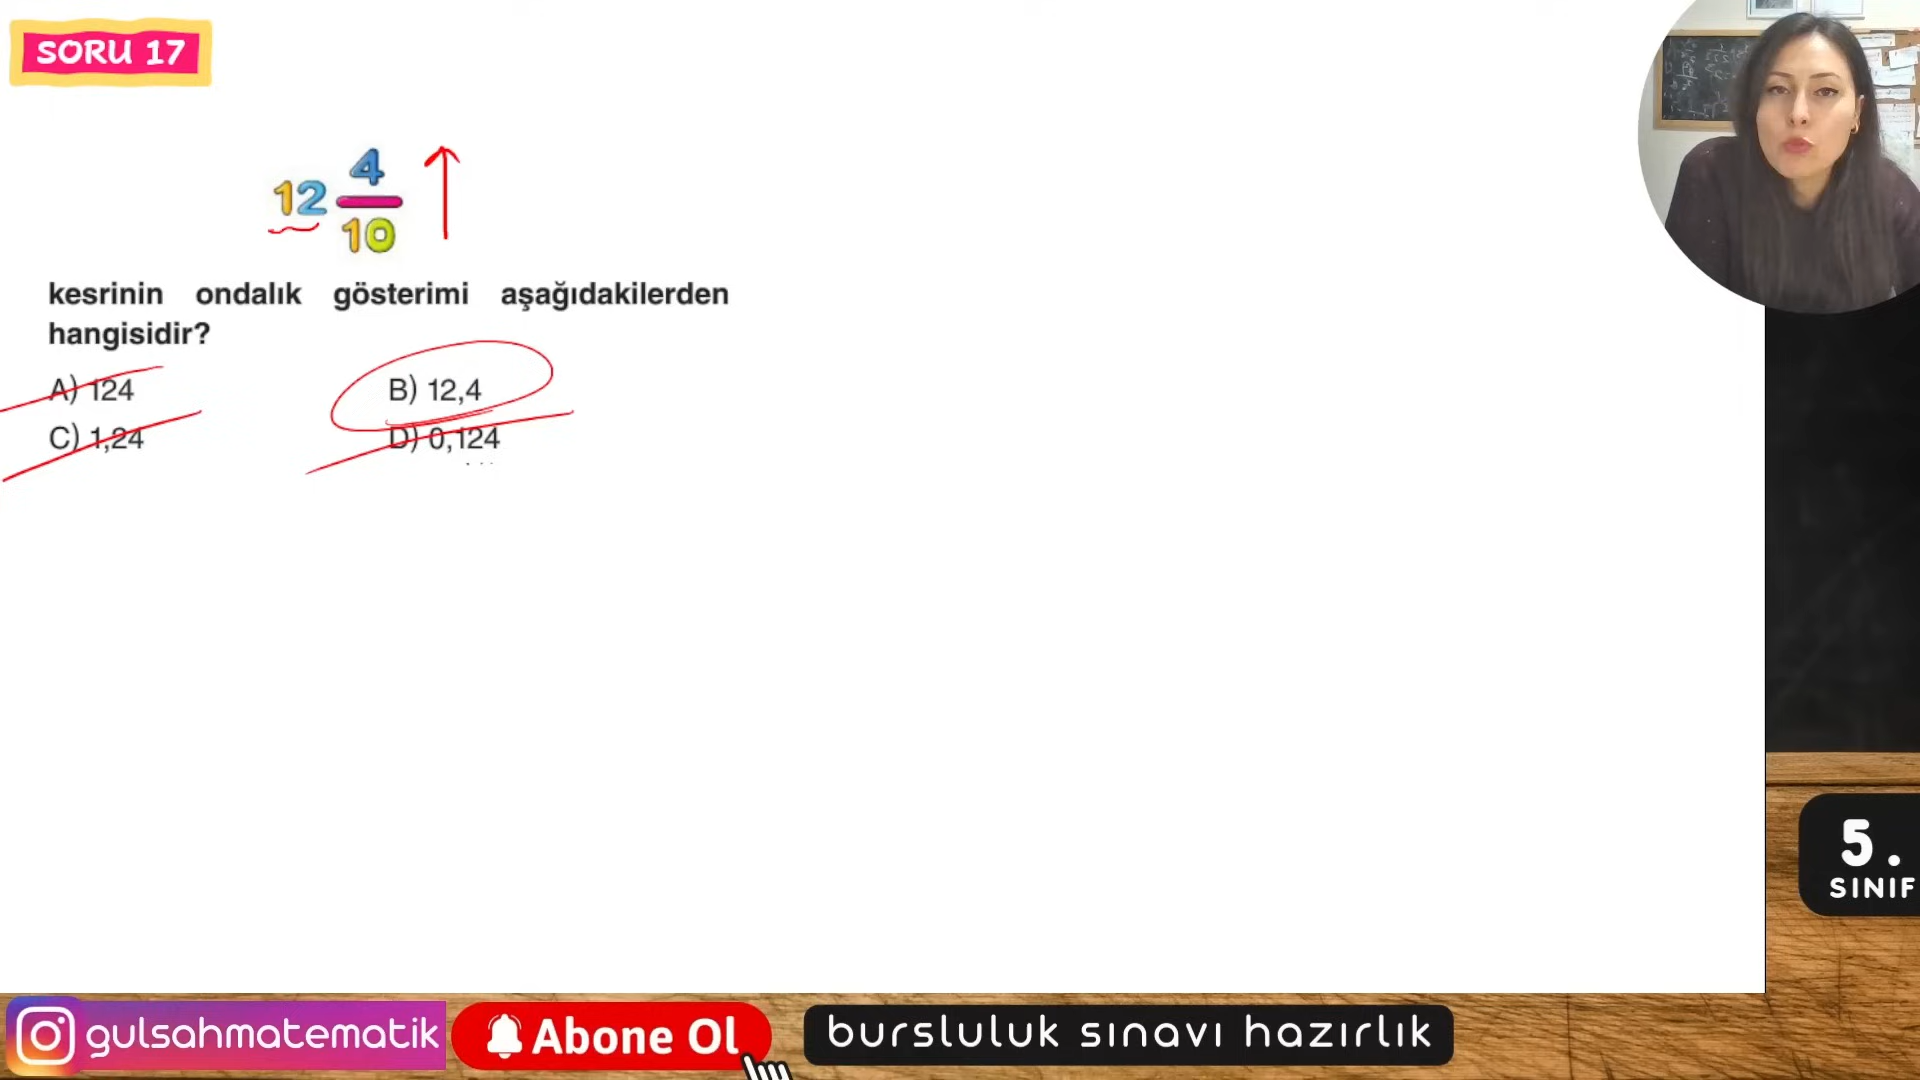 SORU 17
12 4/10
kesrinin ondalık gösterimi aşağıdakilerden
hangisidir?
A) 124
B) 12,4
C) 1,24
D) 0,124
5.
SINIF
gulsahmatematik
Abone Ol
bursluluk sınavı hazırlık